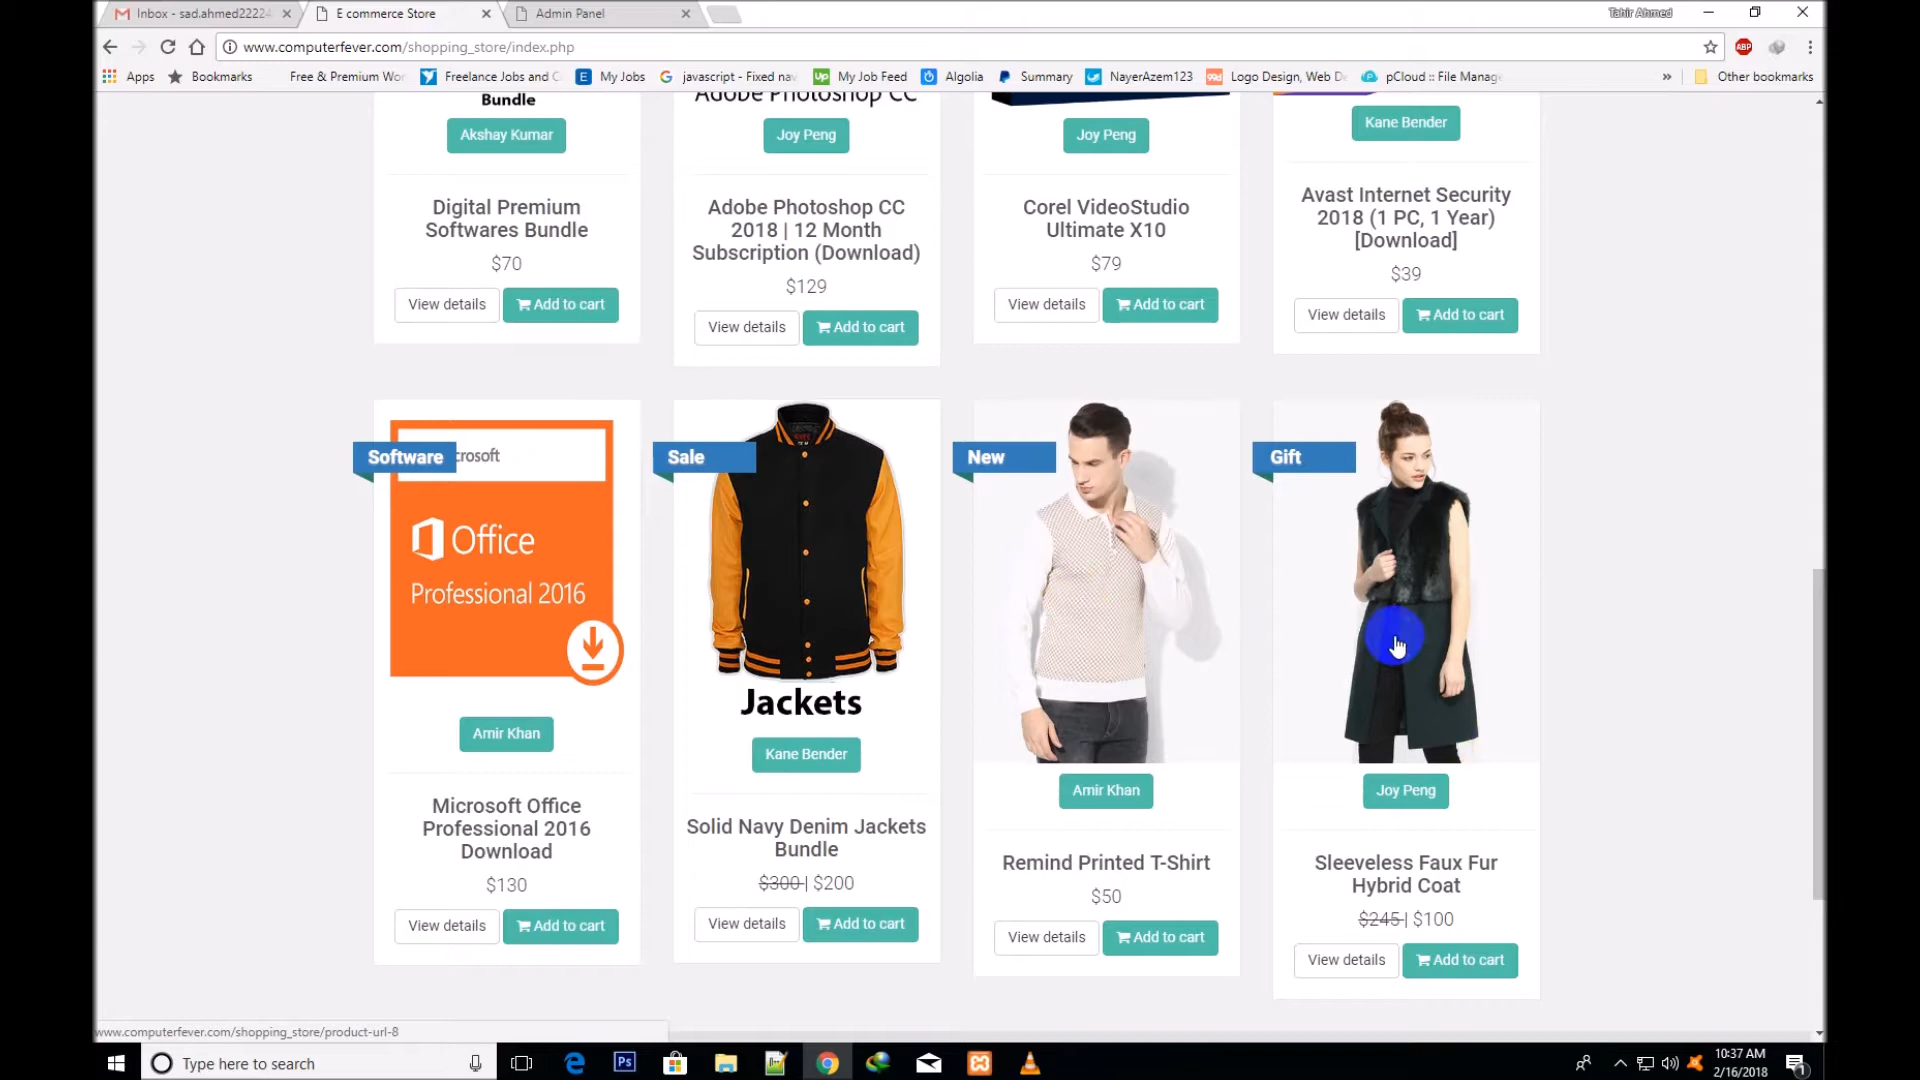 Inbox - sad.ahmed22224
E commerce Store
Admin Panel
Tahir Ahmed
www.computerfever.com/shopping_store/index.php
ABP
Apps
Bookmarks
Free & Premium Wo
Freelance Jobs and C
My Jobs
javascript - Fixed nav
My Job Feed
Algolia
Summary
NayerAzem123
Logo Design, Web De
pCloud :: File Manage
»
Other bookmarks
Bundle
Adobe Photoshop CC
Akshay Kumar
Joy Peng
Joy Peng
Kane Bender
Digital Premium
Softwares Bundle
$70
View details
Add to cart
Adobe Photoshop CC
2018 | 12 Month
Subscription (Download)
$129
View details
Add to cart
Corel VideoStudio
Ultimate X10
$79
View details
Add to cart
Avast Internet Security
2018 (1 PC, 1 Year)
[Download]
$39
View details
Add to cart
Software
crosoft
Office
Professional 2016
Amir Khan
Microsoft Office
Professional 2016
Download
$130
View details
Add to cart
Sale
Jackets
Kane Bender
Solid Navy Denim Jackets
Bundle
$300 | $200
View details
Add to cart
New
Amir Khan
Remind Printed T-Shirt
$50
View details
Add to cart
Gift
Joy Peng
Sleeveless Faux Fur
Hybrid Coat
$245 | $100
View details
Add to cart
www.computerfever.com/shopping_store/product-url-8
Type here to search
Ps
10:37 AM
2/16/2018